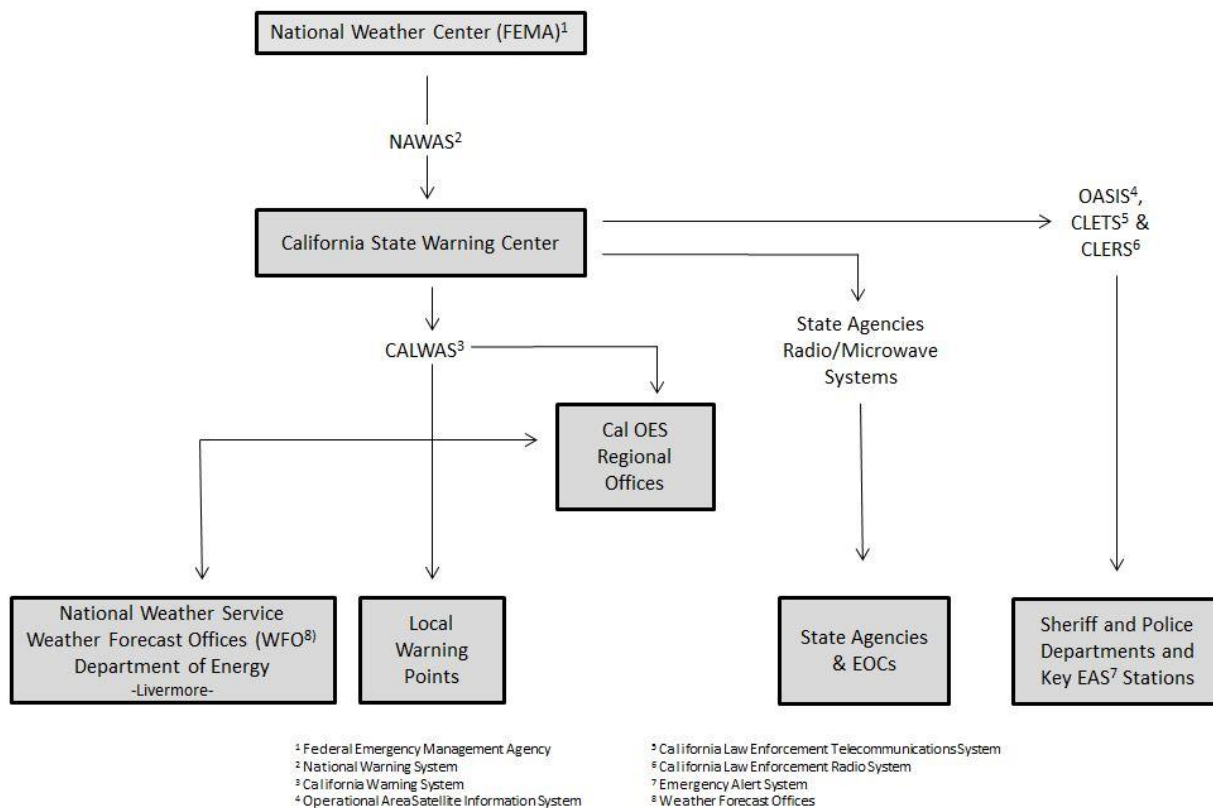 National Weather Center (FEMA)¹
NAWAS²
California State Warning Center
OASIS⁴,
CLETS⁵ &
CLERS⁶
CALWAS³
State Agencies
Radio/Microwave
Systems
Cal OES
Regional
Offices
National Weather Service
Weather Forecast Offices (WFO⁸⁾
Department of Energy
-Livermore-
Local
Warning
Points
State Agencies
& EOCs
Sheriff and Police
Departments and
Key EAS⁷ Stations
¹ Federal Emergency Management Agency
² National Warning System
³ California Warning System
⁴ Operational Area Satellite Information System
⁵ California Law Enforcement Telecommunications System
⁶ California Law Enforcement Radio System
⁷ Emergency Alert System
⁸ Weather Forecast Offices